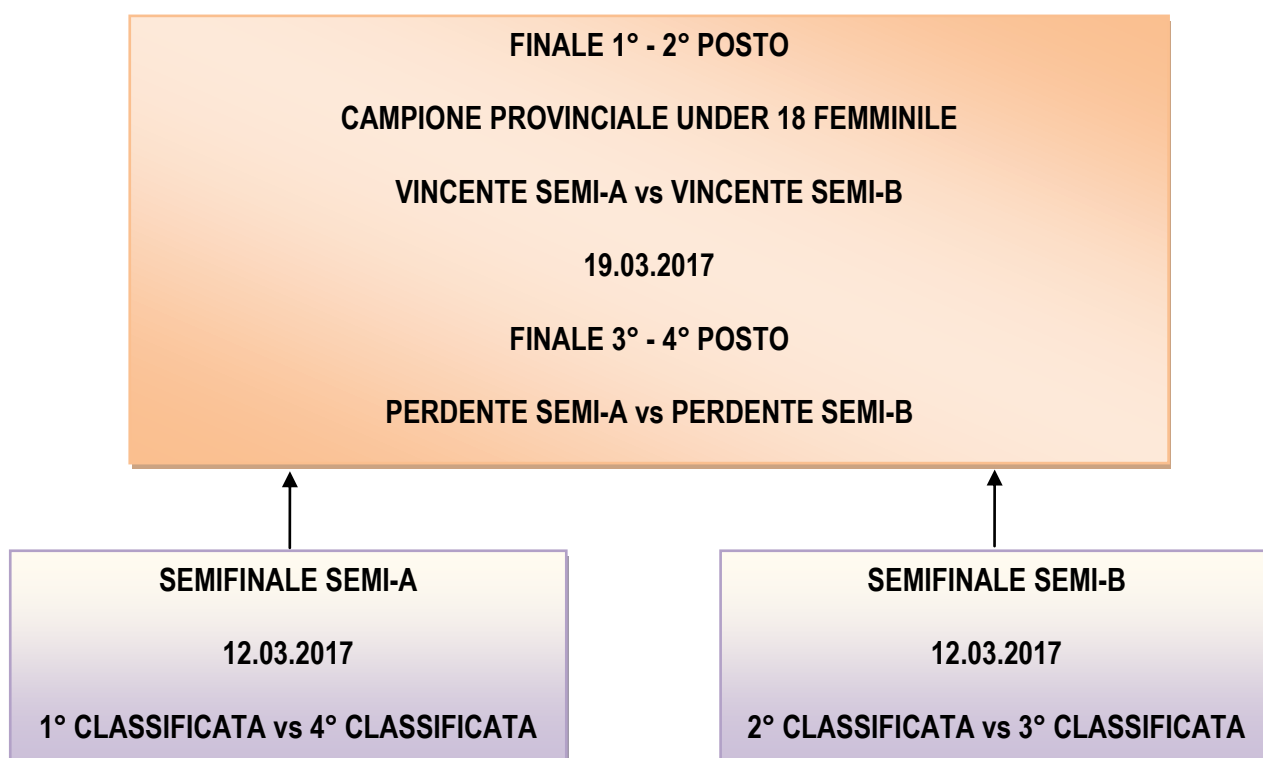 FINALE 1° - 2° POSTO
CAMPIONE PROVINCIALE UNDER 18 FEMMINILE
VINCENTE SEMI-A vs VINCENTE SEMI-B
19.03.2017
FINALE 3° - 4° POSTO
PERDENTE SEMI-A vs PERDENTE SEMI-B
SEMIFINALE SEMI-A
12.03.2017
1° CLASSIFICATA vs 4° CLASSIFICATA
SEMIFINALE SEMI-B
12.03.2017
2° CLASSIFICATA vs 3° CLASSIFICATA